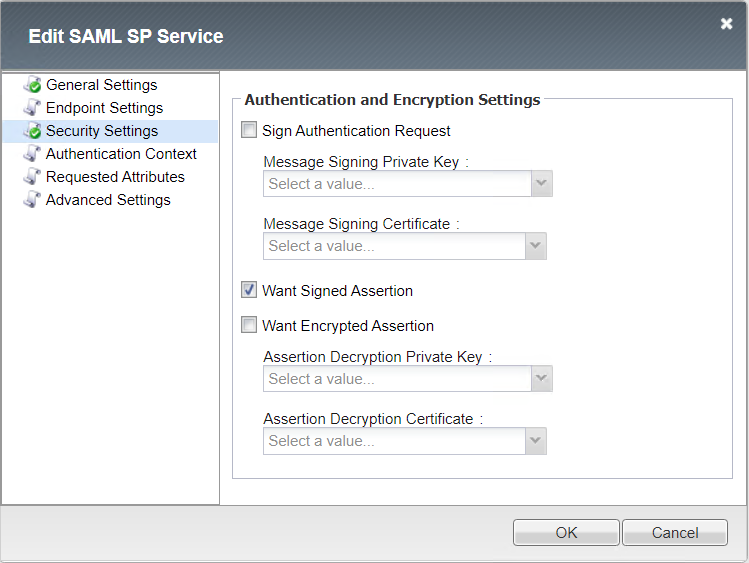 Edit SAML SP Service
General Settings
Endpoint Settings
Security Settings
Authentication Context
Requested Attributes
Advanced Settings
Authentication and Encryption Settings
Sign Authentication Request
Message Signing Private Key :
Select a value...
Message Signing Certificate :
Select a value...
Want Signed Assertion
Want Encrypted Assertion
Assertion Decryption Private Key :
Select a value...
Assertion Decryption Certificate :
Select a value...
OK Cancel